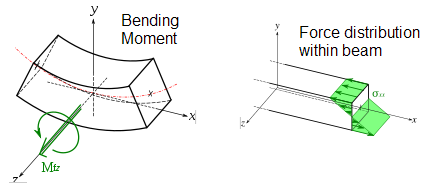 Bending
Moment
y
x
x
z
Mtz
Force distribution
within beam
y
σxx
x
z